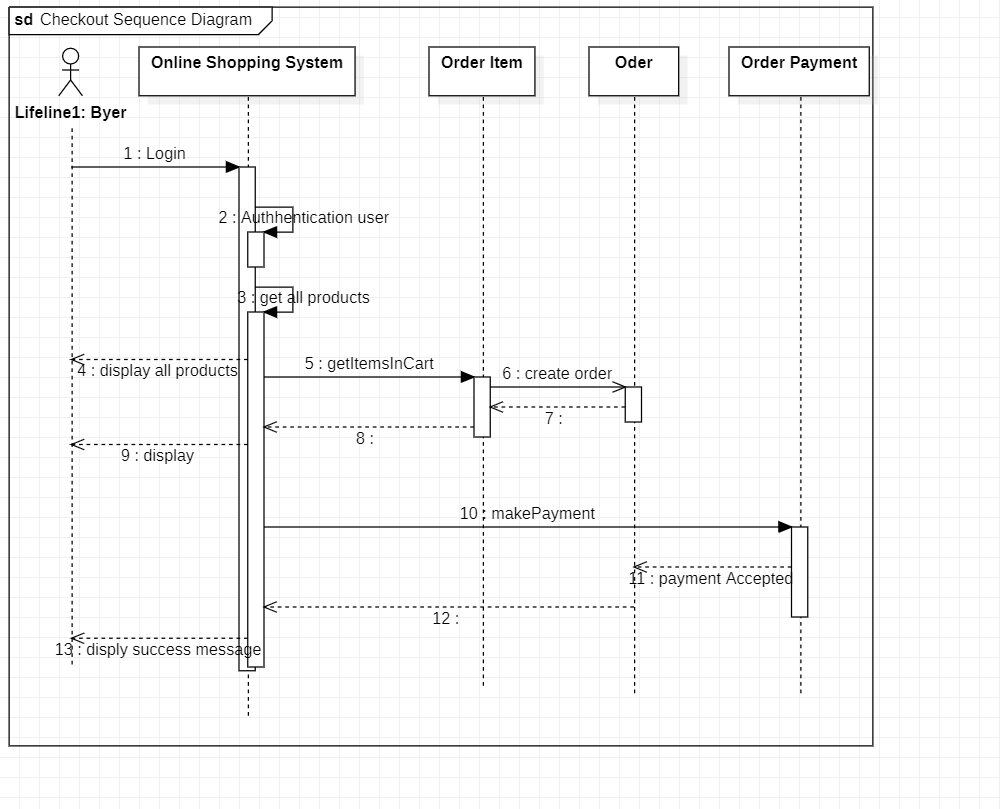 sd Checkout Sequence Diagram
Online Shopping System
Order Item
Oder
Order Payment
Lifeline1: Byer
1 : Login
2 : Authhentication user
3 : get all products
4 : display all products
5 : getItemsInCart
6 : create order
7 :
8 :
9 : display
10 : makePayment
11 : payment Accepted
12 :
13 : disply success message